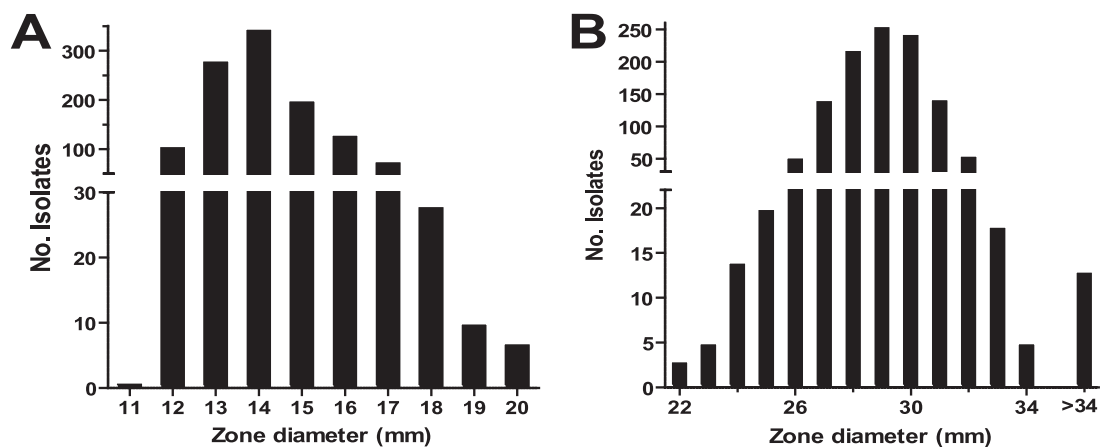 A
No. Isolates
300
200
100
30
20
10
0
11 12 13 14 15 16 17 18 19 20
Zone diameter (mm)
B
No. Isolates
250
200
150
100
50
20
15
10
5
0
22 26 30 34 >34
Zone diameter (mm)